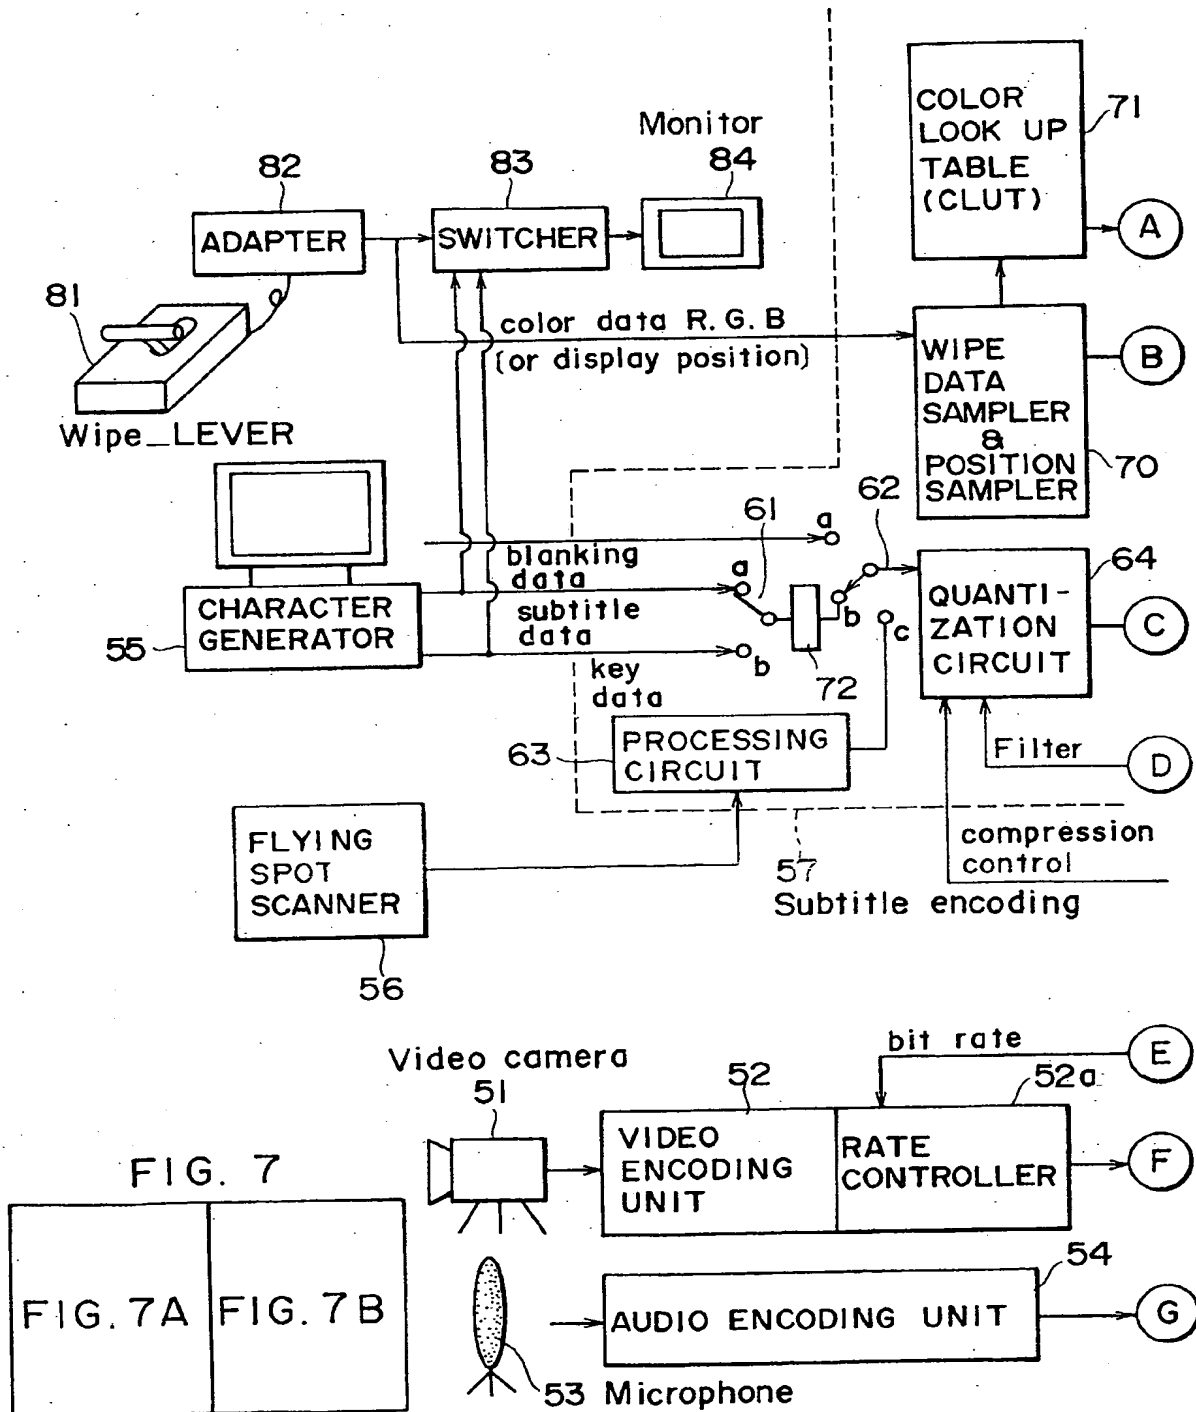 COLOR
LOOK UP
TABLE
(CLUT)
71
A
Monitor
84
82
83
ADAPTER
SWITCHER
81
Wipe_LEVER
color data R.G.B
(or display position)
WIPE
DATA
SAMPLER
&
POSITION
SAMPLER
70
B
CHARACTER
GENERATOR
55
blanking
data
subtitle
data
key
data
a
61
62
a
b
b
c
72
QUANTI-
ZATION
CIRCUIT
64
C
PROCESSING
CIRCUIT
63
Filter
D
FLYING
SPOT
SCANNER
56
57
Subtitle encoding
compression
control
bit rate
E
Video camera
51
52
52a
VIDEO
ENCODING
UNIT
RATE
CONTROLLER
F
FIG. 7
FIG. 7A
FIG. 7B
54
AUDIO ENCODING UNIT
G
53 Microphone